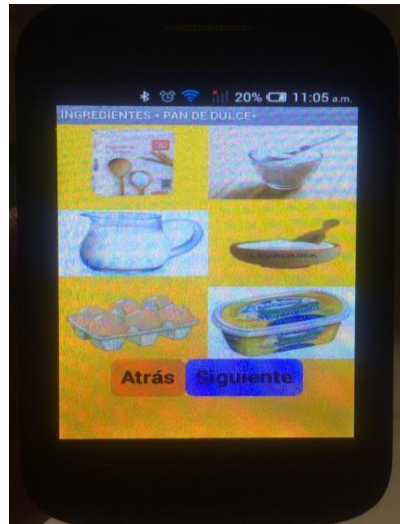 20% 11:05 a.m.
INGREDIENTES - PAN DE DULCE-
LEVADURA
Atrás Siguiente